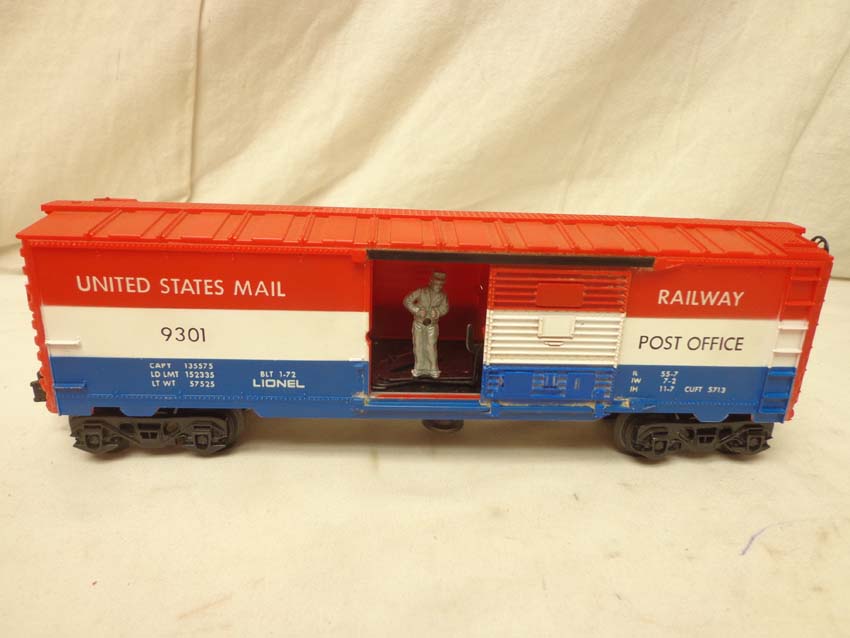 UNITED STATES MAIL
9301
CAPY 135575
LD LMT 152335
LT WT 57525
BLT 1-72
LIONEL
RAILWAY
POST OFFICE
IL 55-7
IW 7-2
IH 11-7 CUFT 5713